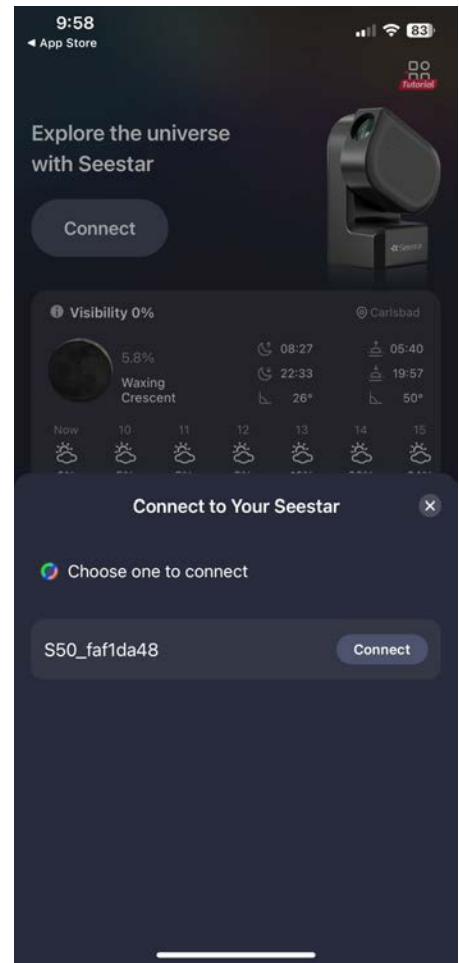 9:58
83
◀ App Store
Tutorial
Explore the universe
with Seestar
Connect
Seestar
Visibility 0%
Carlsbad
5.8%
Waxing
Crescent
08:27
05:40
22:33
19:57
26°
50°
Now 10 11 12 13 14 15
Connect to Your Seestar
Choose one to connect
S50_faf1da48
Connect